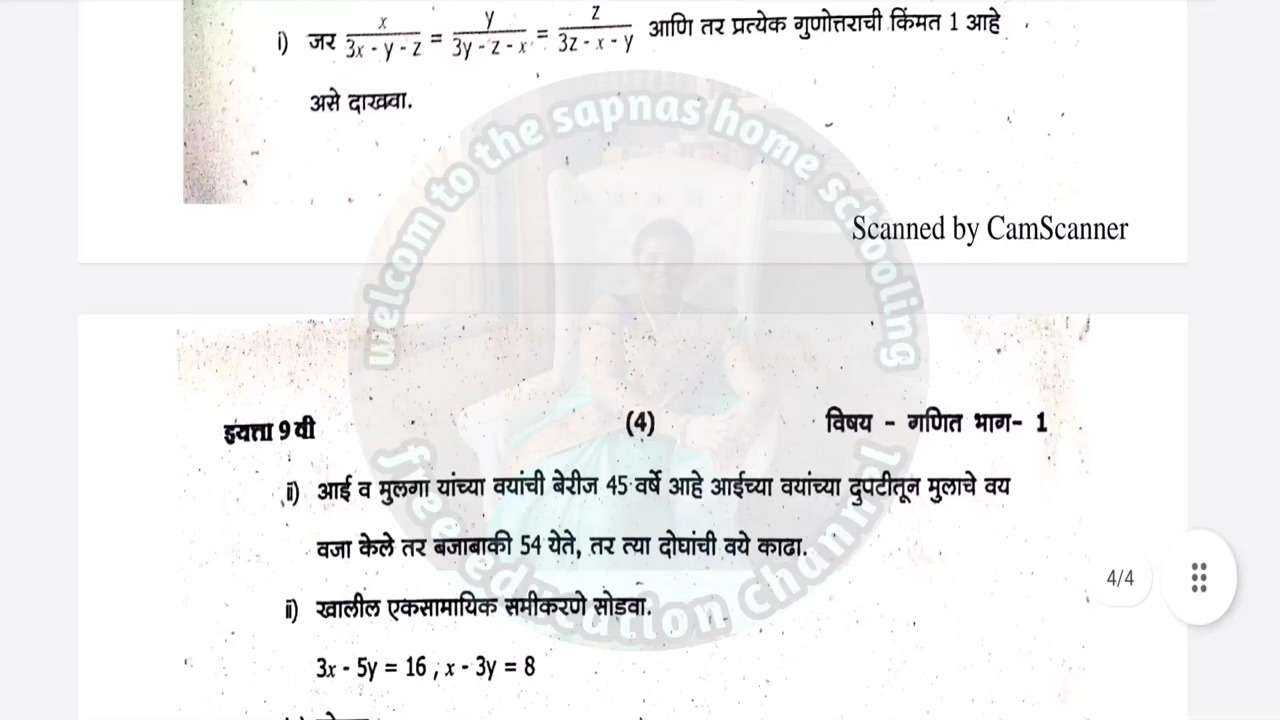 i) जर x/(3x - y - z) = y/(3y - z - x) = z/(3z - x - y) आणि तर प्रत्येक गुणोत्तराची किंमत 1 आहे
असे दाखवा.
Scanned by CamScanner
इयत्ता 9 वी (4) विषय - गणित भाग- 1
ii) आई व मुलगा यांच्या वयांची बेरीज 45 वर्षे आहे आईच्या वयांच्या दुपटीतून मुलाचे वय
वजा केले तर बजाबाकी 54 येते, तर त्या दोघांची वये काढा.
ii) खालील एकसामायिक समीकरणे सोडवा.
3x - 5y = 16 ; x - 3y = 8
4/4
welcom to the sapnas home schooling
free education channel